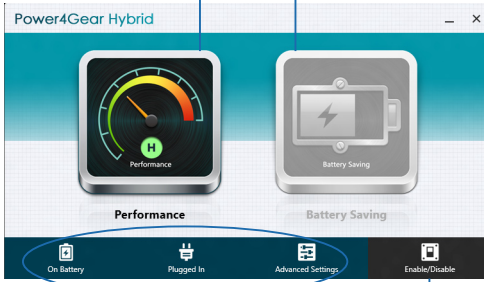 Power4Gear Hybrid
H
Performance
Battery Saving
Performance
Battery Saving
On Battery
Plugged In
Advanced Settings
Enable/Disable